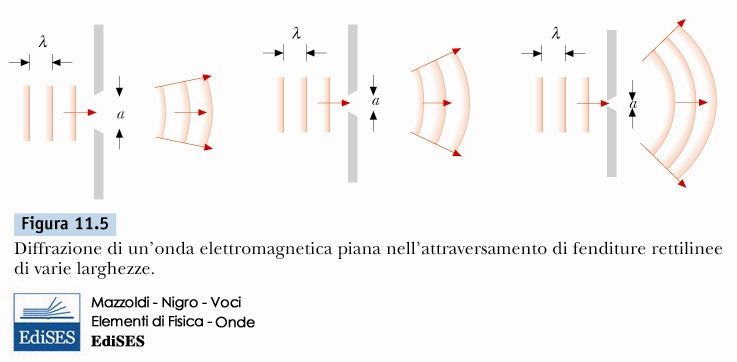 λ
λ
λ
a
a
a
Figura 11.5
Diffrazione di un'onda elettromagnetica piana nell'attraversamento di fenditure rettilinee
di varie larghezze.
EdiSES
Mazzoldi - Nigro - Voci
Elementi di Fisica - Onde
EdiSES